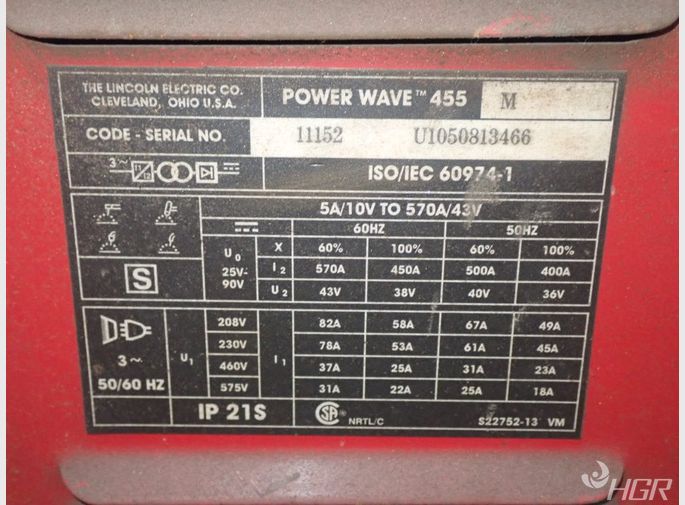 THE LINCOLN ELECTRIC CO.
CLEVELAND, OHIO U.S.A.
POWER WAVE™ 455 M
CODE - SERIAL NO. 11152 U1050813466
3~ ISO/IEC 60974-1
5A/10V TO 570A/43V
60HZ 50HZ
S U0 25V-90V
X 60% 100% 60% 100%
I2 570A 450A 500A 400A
U2 43V 38V 40V 36V
3~ 50/60 HZ
U1 I1
208V 82A 58A 67A 49A
230V 78A 53A 61A 45A
460V 37A 25A 31A 23A
575V 31A 22A 25A 18A
IP 21S SA NRTL/C S22752-13 VM
HGR